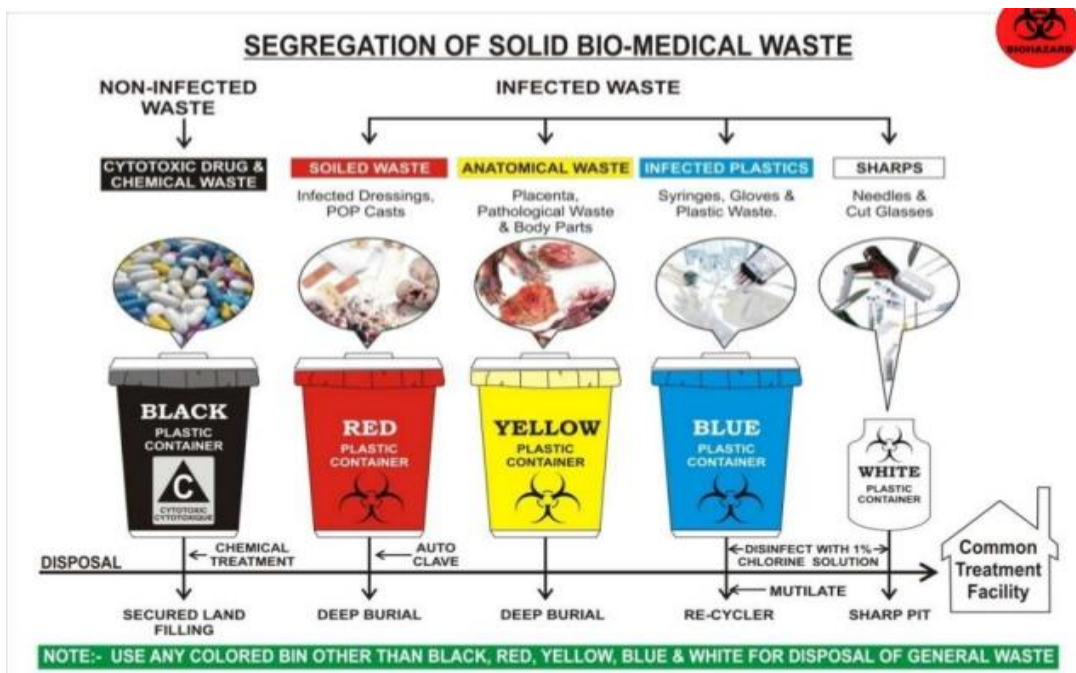 BIOHAZARD
SEGREGATION OF SOLID BIO-MEDICAL WASTE
NON-INFECTED
WASTE
INFECTED WASTE
CYTOTOXIC DRUG &
CHEMICAL WASTE
SOILED WASTE
Infected Dressings,
POP Casts
ANATOMICAL WASTE
Placenta,
Pathological Waste
& Body Parts
INFECTED PLASTICS
Syringes, Gloves &
Plastic Waste.
SHARPS
Needles &
Cut Glasses
BLACK
PLASTIC
CONTAINER
C
CYTOTOXIC
CYTOTOXIQUE
RED
PLASTIC
CONTAINER
YELLOW
PLASTIC
CONTAINER
BLUE
PLASTIC
CONTAINER
WHITE
PLASTIC
CONTAINER
DISPOSAL
CHEMICAL
TREATMENT
AUTO
CLAVE
DISINFECT WITH 1%
CHLORINE SOLUTION
MUTILATE
Common
Treatment
Facility
SECURED LAND
FILLING
DEEP BURIAL
DEEP BURIAL
RE-CYCLER
SHARP PIT
NOTE:- USE ANY COLORED BIN OTHER THAN BLACK, RED, YELLOW, BLUE & WHITE FOR DISPOSAL OF GENERAL WASTE